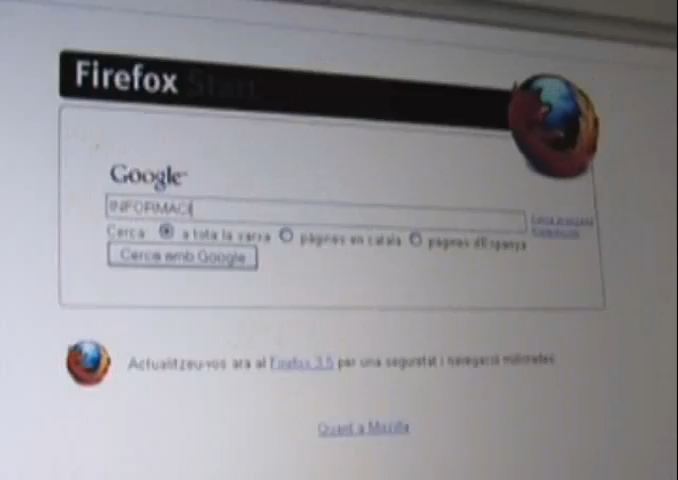 Firefox Start
Google
INFORMACI
Cerca: a tota la xarxa pàgines en català pàgines d'Espanya
Cerca amb Google
Actualitzeu-vos ara al Firefox 3.5 per una seguretat i navegació millorades
Quant a Mozilla